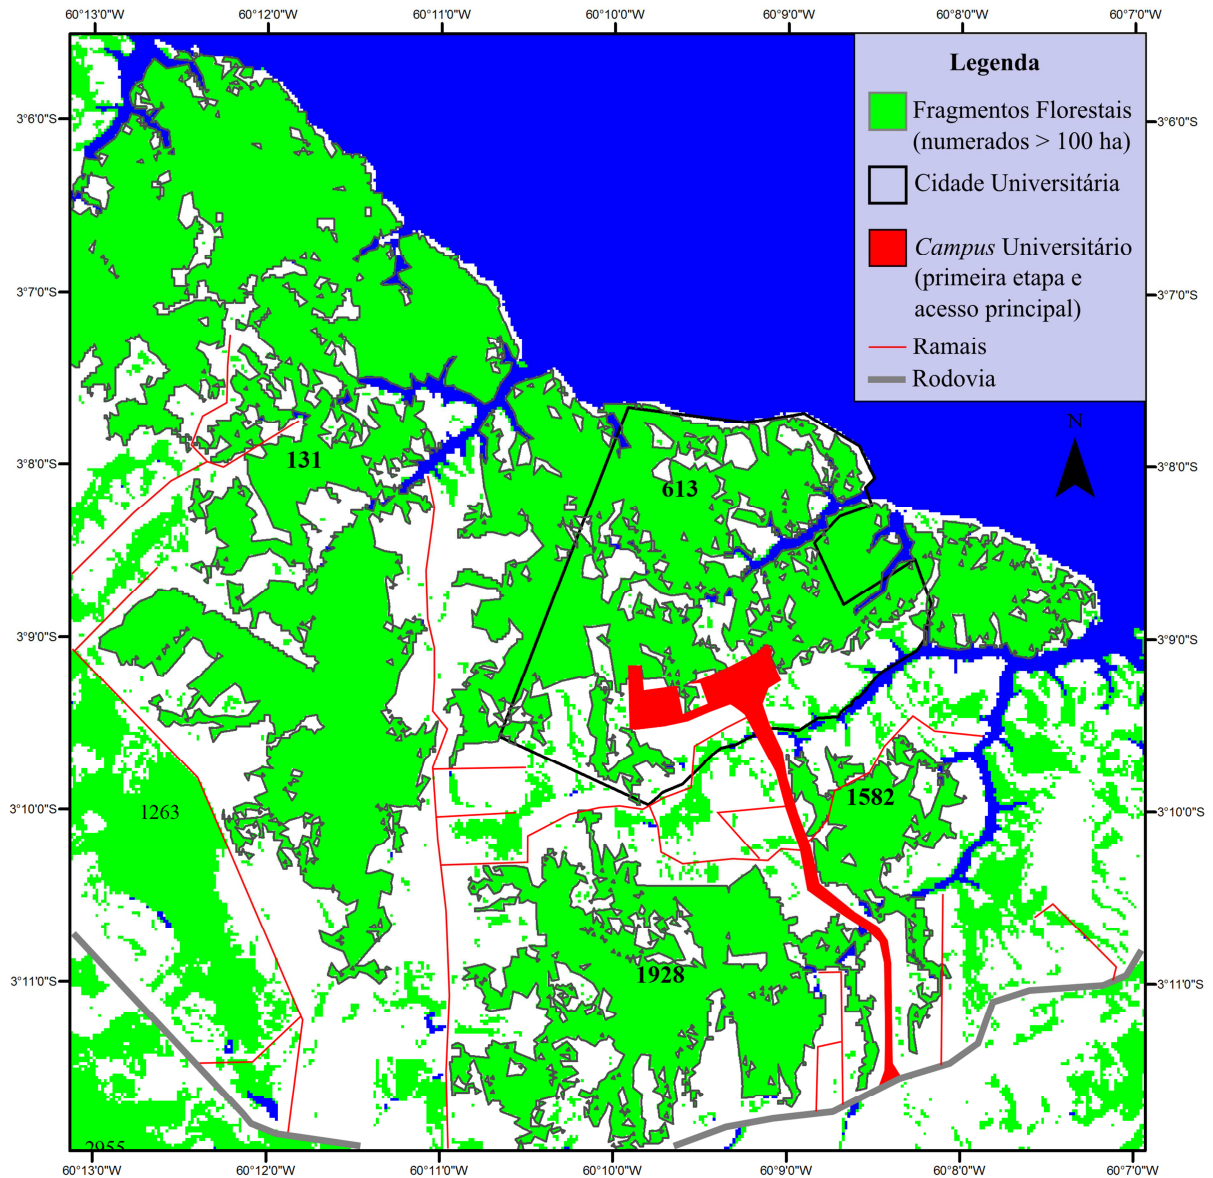 60°13'0"W 60°12'0"W 60°11'0"W 60°10'0"W 60°9'0"W 60°8'0"W 60°7'0"W
Legenda
Fragmentos Florestais
(numerados > 100 ha)
Cidade Universitária
Campus Universitário
(primeira etapa e
acesso principal)
Ramais
Rodovia
N
3°6'0"S 3°6'0"S
3°7'0"S 3°7'0"S
3°8'0"S 3°8'0"S
3°9'0"S 3°9'0"S
3°10'0"S 3°10'0"S
3°11'0"S 3°11'0"S
131
613
1582
1263
1928
2955
60°13'0"W 60°12'0"W 60°11'0"W 60°10'0"W 60°9'0"W 60°8'0"W 60°7'0"W